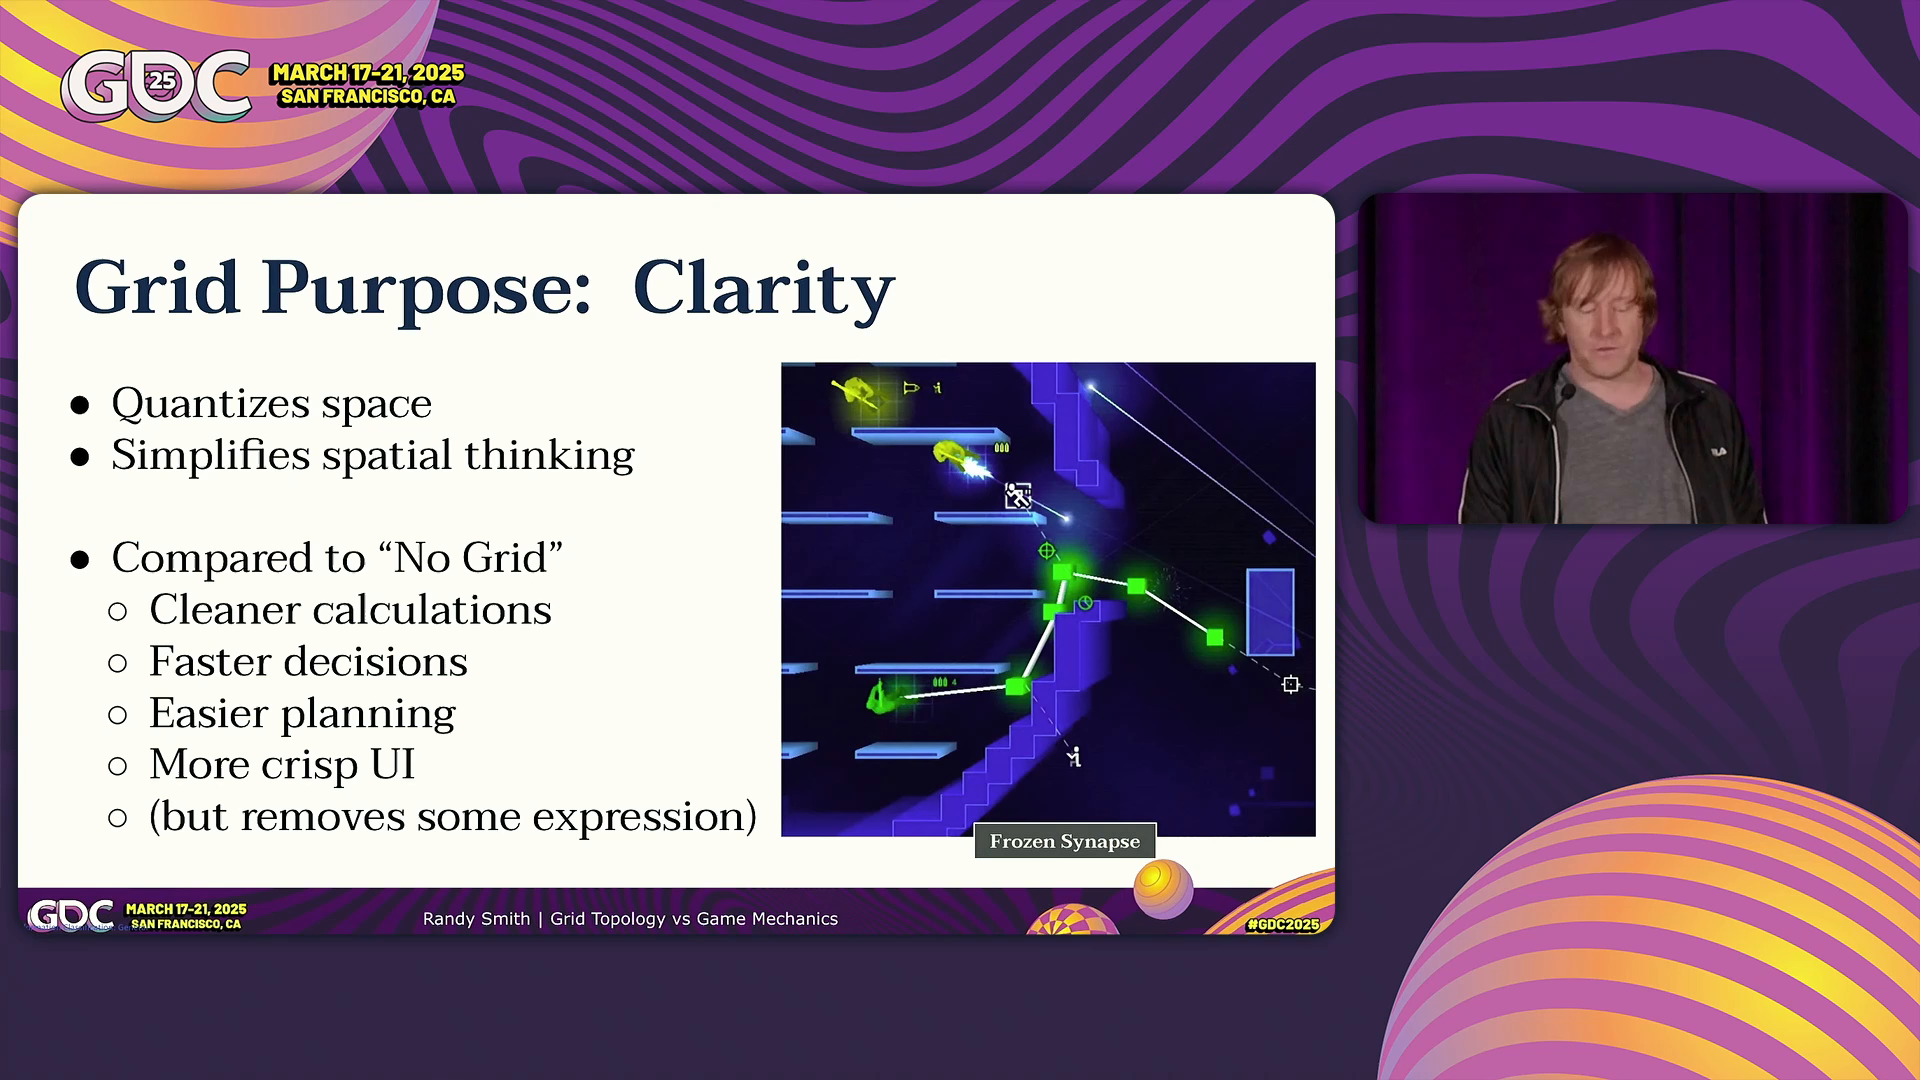 GDC 25
MARCH 17-21, 2025
SAN FRANCISCO, CA
Grid Purpose: Clarity
● Quantizes space
● Simplifies spatial thinking
● Compared to “No Grid”
○ Cleaner calculations
○ Faster decisions
○ Easier planning
○ More crisp UI
○ (but removes some expression)
Frozen Synapse
GDC
MARCH 17-21, 2025
SAN FRANCISCO, CA
Randy Smith | Grid Topology vs Game Mechanics
#GDC2025